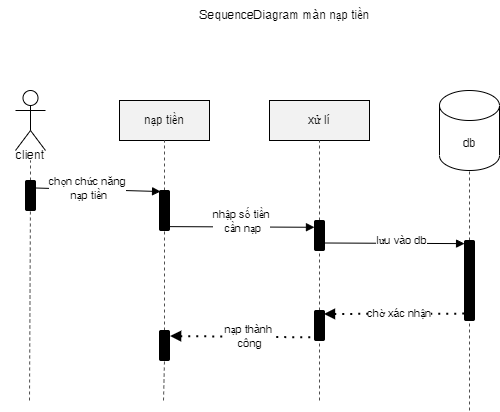 SequenceDiagram màn nạp tiền
client
nạp tiền
xử lí
db
chọn chức năng
nạp tiền
nhập số tiền
cần nạp
lưu vào db
chờ xác nhận
nạp thành
công